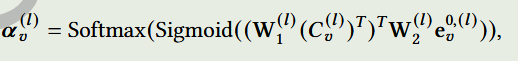 𝜶_v^{(l)} = Softmax(Sigmoid((𝐖_1^{(l)}(C_v^{(l)})^T)^T 𝐖_2^{(l)} 𝐞_v^{0,(l)})),